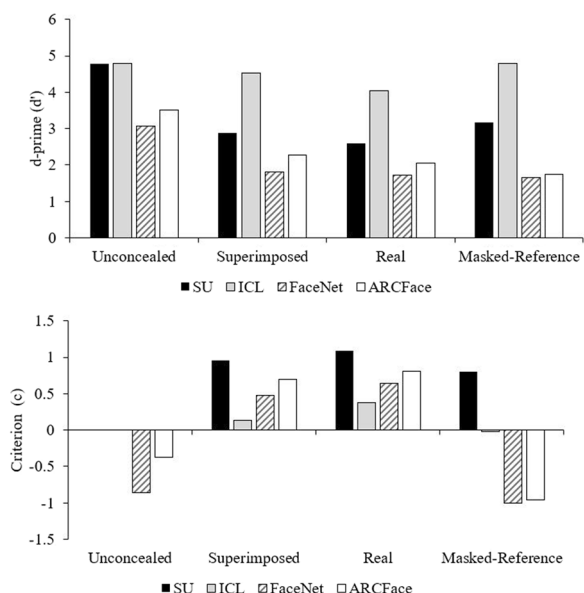 6
5
4
3
2
1
0
d-prime (d')
Unconcealed Superimposed Real Masked-Reference
SU ICL FaceNet ARCFace
1.5
1
0.5
0
-0.5
-1
-1.5
Criterion (c)
Unconcealed Superimposed Real Masked-Reference
SU ICL FaceNet ARCFace